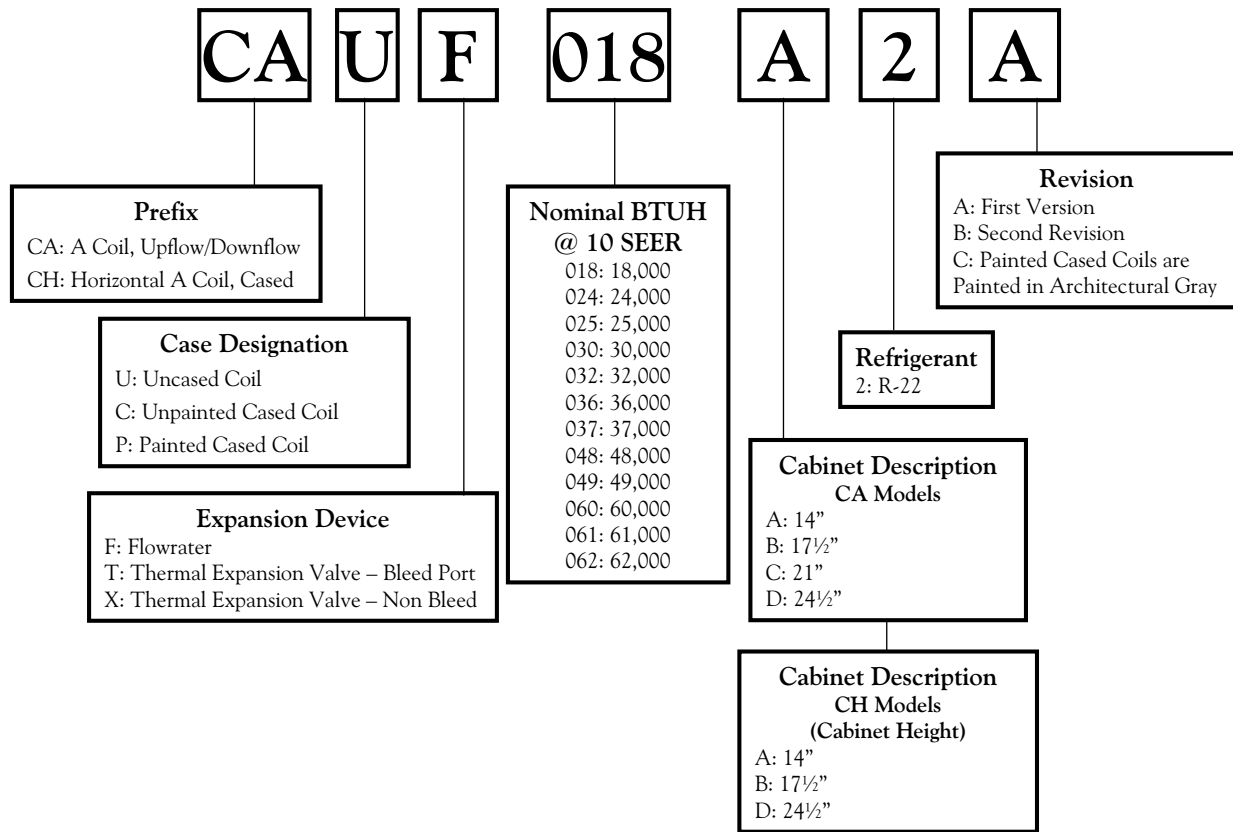 CA U F 018 A 2 A
Prefix
CA: A Coil, Upflow/Downflow
CH: Horizontal A Coil, Cased
Case Designation
U: Uncased Coil
C: Unpainted Cased Coil
P: Painted Cased Coil
Expansion Device
F: Flowrater
T: Thermal Expansion Valve – Bleed Port
X: Thermal Expansion Valve – Non Bleed
Nominal BTUH
@ 10 SEER
018: 18,000
024: 24,000
025: 25,000
030: 30,000
032: 32,000
036: 36,000
037: 37,000
048: 48,000
049: 49,000
060: 60,000
061: 61,000
062: 62,000
Revision
A: First Version
B: Second Revision
C: Painted Cased Coils are
Painted in Architectural Gray
Refrigerant
2: R-22
Cabinet Description
CA Models
A: 14”
B: 17½”
C: 21”
D: 24½”
Cabinet Description
CH Models
(Cabinet Height)
A: 14”
B: 17½”
D: 24½”